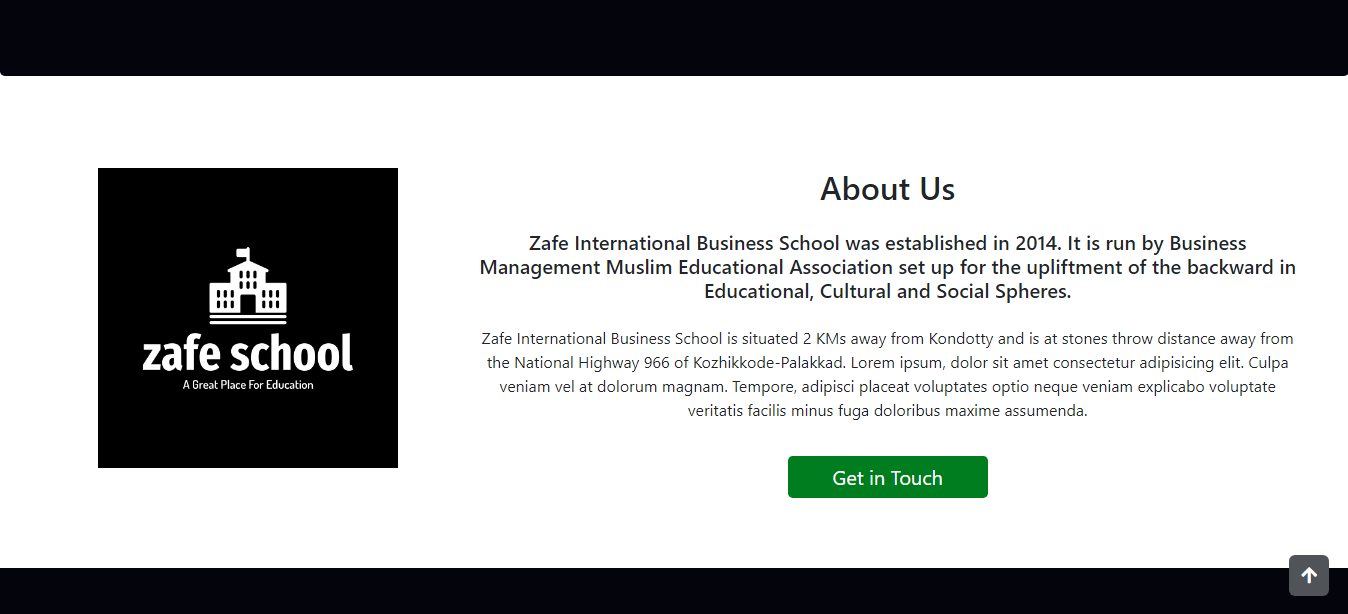 zafe school
A Great Place For Education
About Us
Zafe International Business School was established in 2014. It is run by Business
Management Muslim Educational Association set up for the upliftment of the backward in
Educational, Cultural and Social Spheres.
Zafe International Business School is situated 2 KMs away from Kondotty and is at stones throw distance away from
the National Highway 966 of Kozhikkode-Palakkad. Lorem ipsum, dolor sit amet consectetur adipisicing elit. Culpa
veniam vel at dolorum magnam. Tempore, adipisci placeat voluptates optio neque veniam explicabo voluptate
veritatis facilis minus fuga doloribus maxime assumenda.
Get in Touch